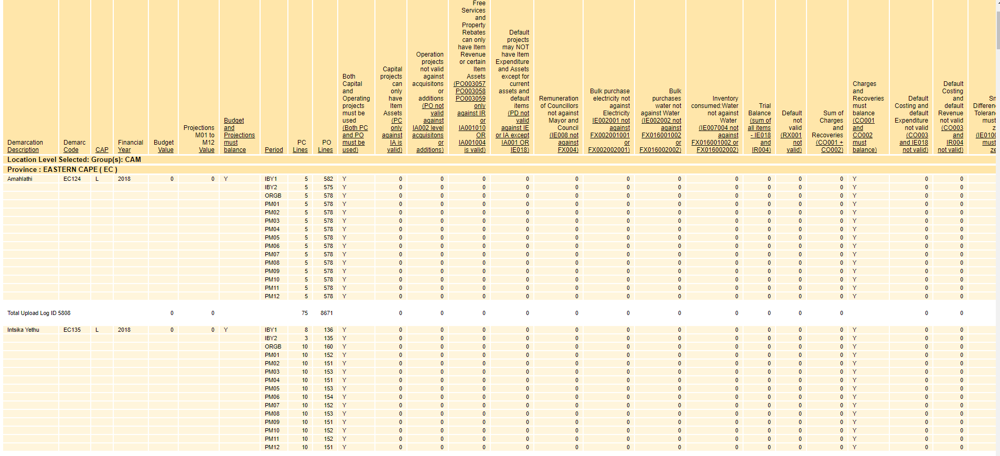 Demarcation
Description
Demarc
Code
CAP
Financial
Year
Budget
Value
Projections
M01 to
M12
Value
Budget
and
Projections
must
balance
Period
PC
Lines
PO
Lines
Both
Capital
and
Operating
projects
must be
used
(Both PC
and PO
must be
used)
Capital
projects
can
only
have
Item
Assets
(PC
only
against
IA is
valid)
Operation
projects
not valid
against
acquisitons
or
additions
(PO not
valid
against
IA002 level
acquisitons
or
additions)
Free
Services
and
Property
Rebates
can only
have Item
Revenue
or certain
Item
Assets
(PO003057
PO003058
PO003059
only
against IR
or
IA001010
OR
IA001004
is valid)
Default
projects
may NOT
have Item
Expenditure
and Assets
except for
current
assets and
default
items
(PD not
valid
against IE
or IA except
IA001 OR
IE018)
Remuneration
of Councillors
not against
Mayor and
Council
(IE008 not
against
FX004)
Bulk purchase
electricity not
against
Electricity
IE002001 not
against
FX002001001
or
FX002002001)
Bulk
purchases
water not
against Water
(IE002002 not
against
FX016001002
or
FX016002002)
Inventory
consumed:Water
not against
Water
(IE007004 not
against
FX016001002 or
FX016002002)
Trial
Balance
(sum of
all items
- IE018
and
IR004)
Default
not
valid
(RX001
not
valid)
Sum of
Charges
and
Recoveries
(CO001 +
CO002)
Charges
and
Recoveries
must
balance
(CO001
and
CO002
must
balance)
Default
Costing and
default
Expenditure
not valid
(CO003
and IE018
not valid)
Default
Costing
and
default
Revenue
not valid
(CO003
and
IR004
not valid)
Location Level Selected: Group(s): CAM
Province : EASTERN CAPE ( EC )
Amahlathi EC124 L 2018 0 0 Y IBY1 5 582 Y 0 0 0 0 0 0 0 0 0 0 0 Y 0 0
IBY2 5 575 Y 0 0 0 0 0 0 0 0 0 0 0 Y 0 0
ORGB 5 578 Y 0 0 0 0 0 0 0 0 0 0 0 Y 0 0
PM01 5 578 Y 0 0 0 0 0 0 0 0 0 0 0 Y 0 0
PM02 5 578 Y 0 0 0 0 0 0 0 0 0 0 0 Y 0 0
PM03 5 578 Y 0 0 0 0 0 0 0 0 0 0 0 Y 0 0
PM04 5 578 Y 0 0 0 0 0 0 0 0 0 0 0 Y 0 0
PM05 5 578 Y 0 0 0 0 0 0 0 0 0 0 0 Y 0 0
PM06 5 578 Y 0 0 0 0 0 0 0 0 0 0 0 Y 0 0
PM07 5 578 Y 0 0 0 0 0 0 0 0 0 0 0 Y 0 0
PM08 5 578 Y 0 0 0 0 0 0 0 0 0 0 0 Y 0 0
PM09 5 578 Y 0 0 0 0 0 0 0 0 0 0 0 Y 0 0
PM10 5 578 Y 0 0 0 0 0 0 0 0 0 0 0 Y 0 0
PM11 5 578 Y 0 0 0 0 0 0 0 0 0 0 0 Y 0 0
PM12 5 578 Y 0 0 0 0 0 0 0 0 0 0 0 Y 0 0
Total Upload Log ID 5808 0 0 75 8671 0 0 0 0 0 0 0 0 0 0 0 0 0
Intsika Yethu EC135 L 2018 0 0 Y IBY1 8 136 Y 0 0 0 0 0 0 0 0 0 0 0 Y 0 0
IBY2 3 135 Y 0 0 0 0 0 0 0 0 0 0 0 Y 0 0
ORGB 10 160 Y 0 0 0 0 0 0 0 0 0 0 0 Y 0 0
PM01 10 152 Y 0 0 0 0 0 0 0 0 0 0 0 Y 0 0
PM02 10 151 Y 0 0 0 0 0 0 0 0 0 0 0 Y 0 0
PM03 10 153 Y 0 0 0 0 0 0 0 0 0 0 0 Y 0 0
PM04 10 151 Y 0 0 0 0 0 0 0 0 0 0 0 Y 0 0
PM05 10 153 Y 0 0 0 0 0 0 0 0 0 0 0 Y 0 0
PM06 10 154 Y 0 0 0 0 0 0 0 0 0 0 0 Y 0 0
PM07 10 152 Y 0 0 0 0 0 0 0 0 0 0 0 Y 0 0
PM08 10 153 Y 0 0 0 0 0 0 0 0 0 0 0 Y 0 0
PM09 10 151 Y 0 0 0 0 0 0 0 0 0 0 0 Y 0 0
PM10 10 152 Y 0 0 0 0 0 0 0 0 0 0 0 Y 0 0
PM11 10 152 Y 0 0 0 0 0 0 0 0 0 0 0 Y 0 0
PM12 10 151 Y 0 0 0 0 0 0 0 0 0 0 0 Y 0 0